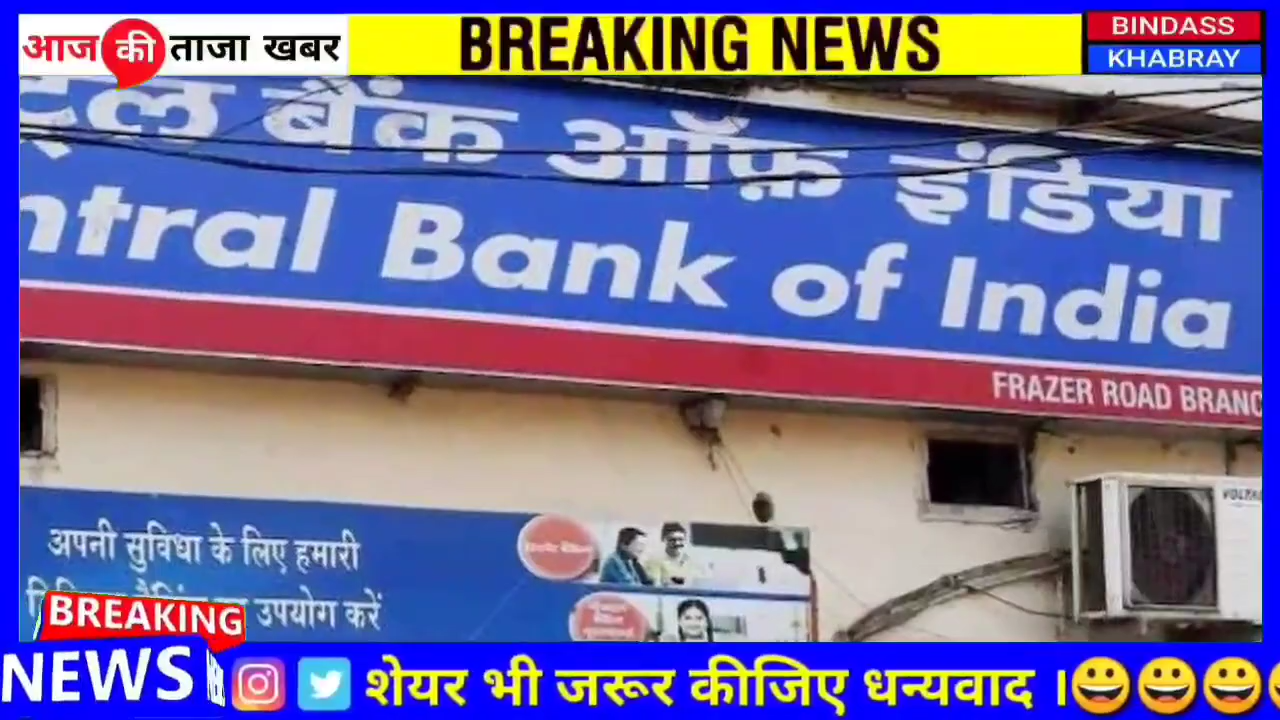 आज की ताजा खबर
BREAKING NEWS
BINDASS
KHABRAY
बैंक ऑफ़ इंडिया
ntral Bank of India
FRAZER ROAD BRANC
अपनी सुविधा के लिए हमारी
उपयोग करें
BREAKING
NEWS
शेयर भी जरूर कीजिए धन्यवाद ।